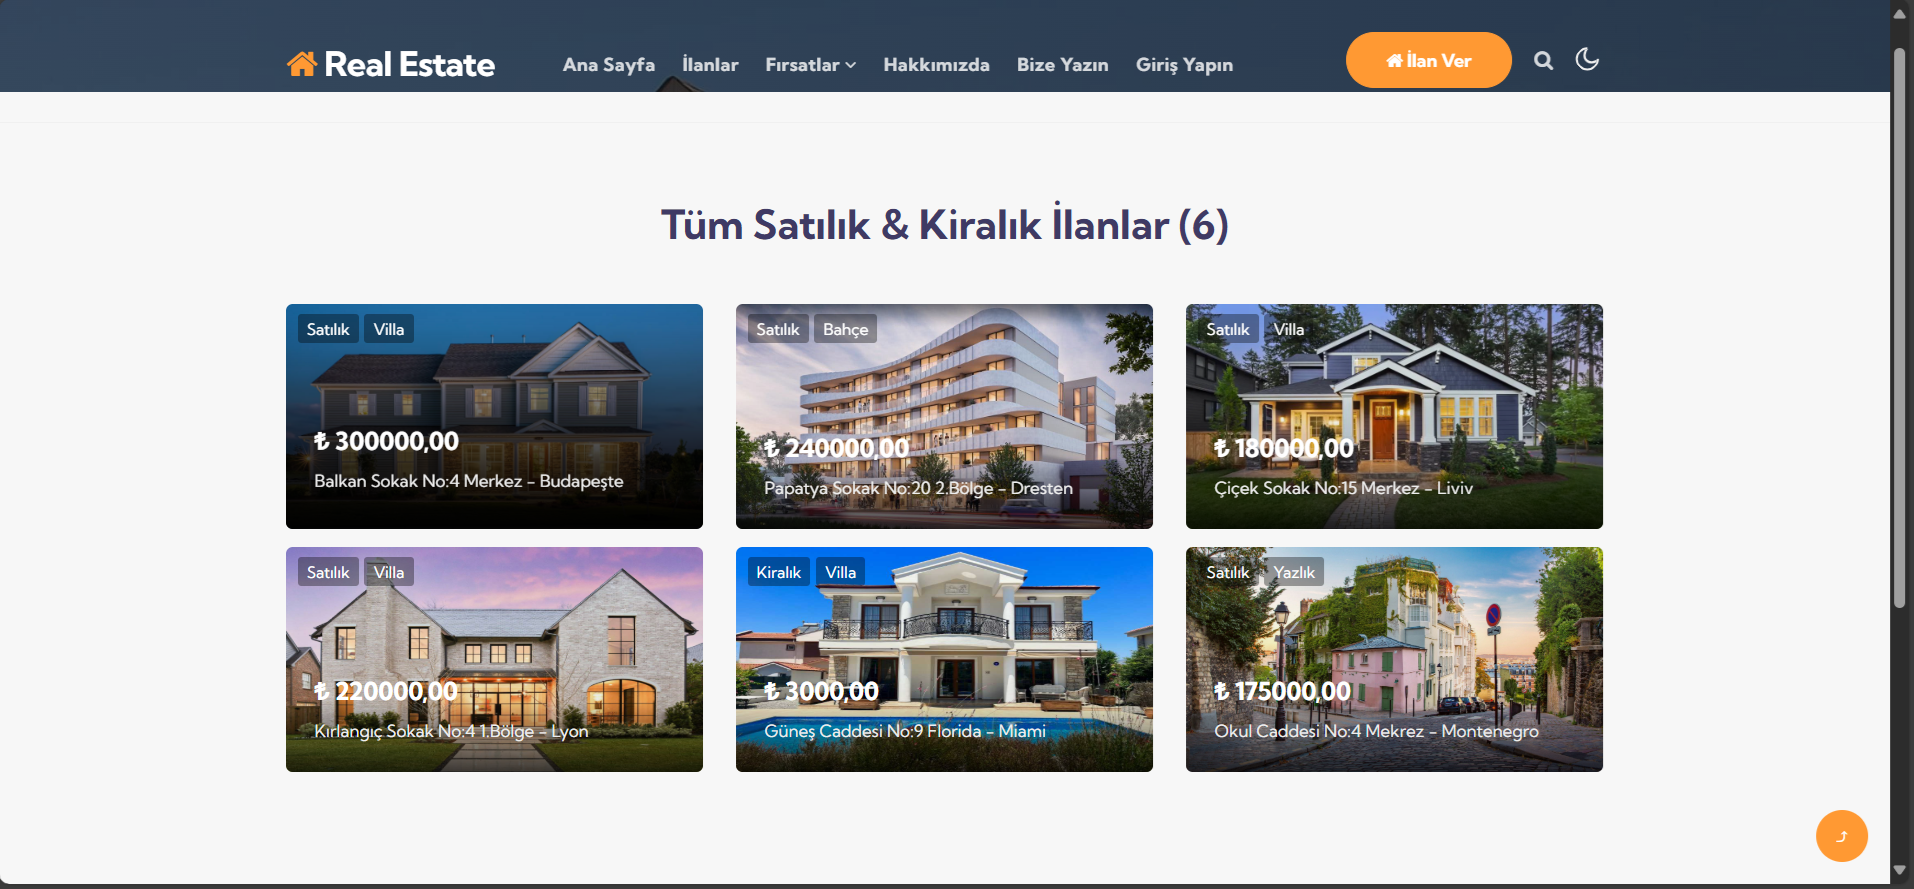 Real Estate
Ana Sayfa İlanlar Fırsatlar Hakkımızda Bize Yazın Giriş Yapın
İlan Ver
Tüm Satılık & Kiralık İlanlar (6)
Satılık Villa
₺ 300000,00
Balkan Sokak No:4 Merkez - Budapeşte
Satılık Bahçe
₺ 240000,00
Papatya Sokak No:20 2.Bölge - Dresten
Satılık Villa
₺ 180000,00
Çiçek Sokak No:15 Merkez - Liviv
Satılık Villa
₺ 220000,00
Kırlangıç Sokak No:4 1.Bölge - Lyon
Kiralık Villa
₺ 3000,00
Güneş Caddesi No:9 Florida - Miami
Satılık Yazlık
₺ 175000,00
Okul Caddesi No:4 Mekrez - Montenegro